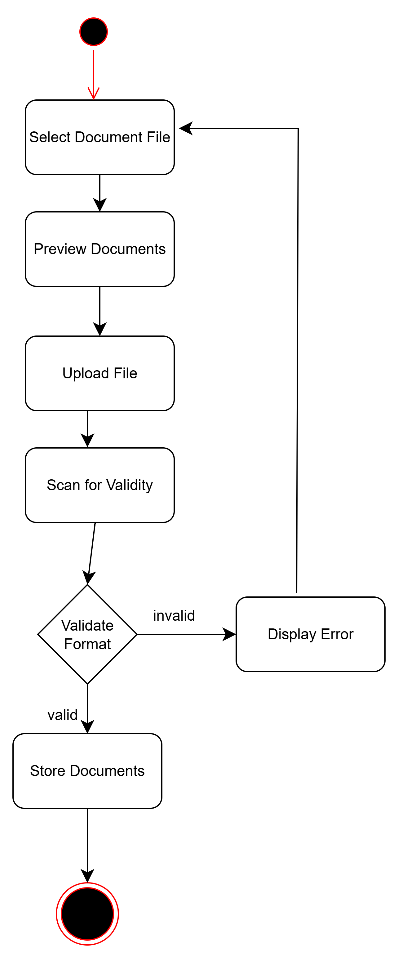 Select Document File
Preview Documents
Upload File
Scan for Validity
invalid
Validate
Format
Display Error
valid
Store Documents